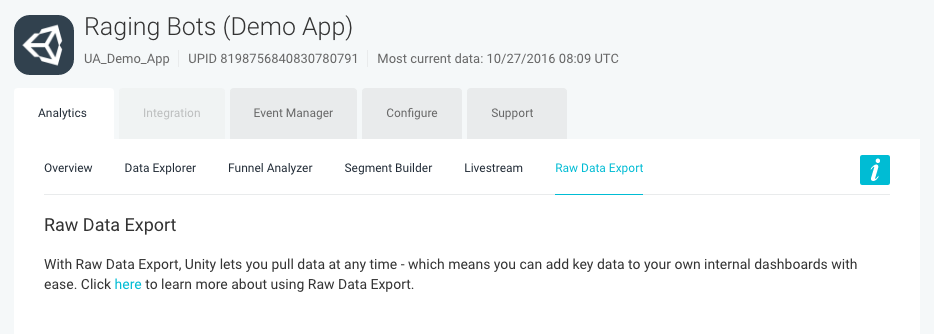 Raging Bots (Demo App)
UA_Demo_App UPID 8198756840830780791 Most current data: 10/27/2016 08:09 UTC
Analytics Integration Event Manager Configure Support
Overview Data Explorer Funnel Analyzer Segment Builder Livestream Raw Data Export i
Raw Data Export
With Raw Data Export, Unity lets you pull data at any time - which means you can add key data to your own internal dashboards with
ease. Click here to learn more about using Raw Data Export.